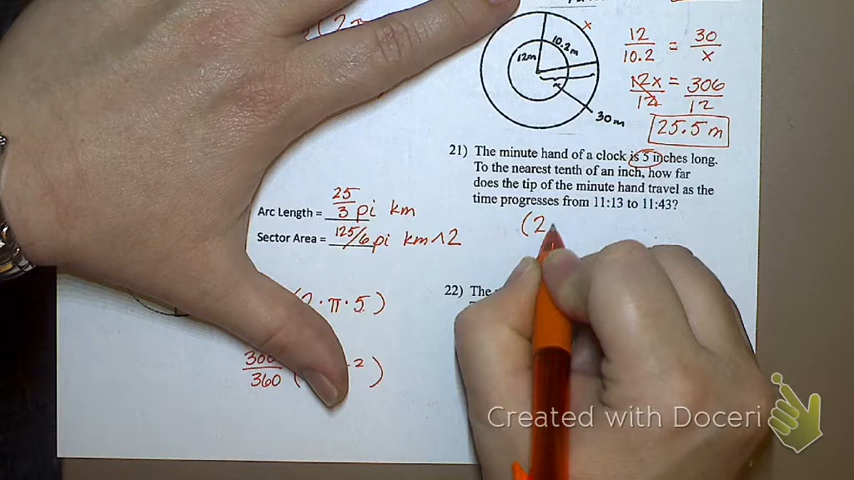 (2
x
10.2m
12m
30m
12/10.2 = 30/x
12x/12 = 306/12
25.5m
21) The minute hand of a clock is 5 inches long.
To the nearest tenth of an inch, how far
does the tip of the minute hand travel as the
time progresses from 11:13 to 11:43?
(2
Arc Length = 25/3 pi km
Sector Area = 125/6 pi km^2
· π · 5)
300/360 (
2)
22) The
Created with Doceri